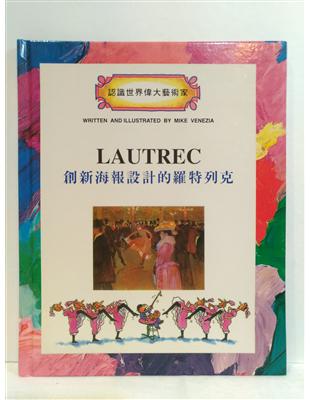 認識世界偉大藝術家
WRITTEN AND ILLUSTRATED BY MIKE VENEZIA
LAUTREC
創新海報設計的羅特列克